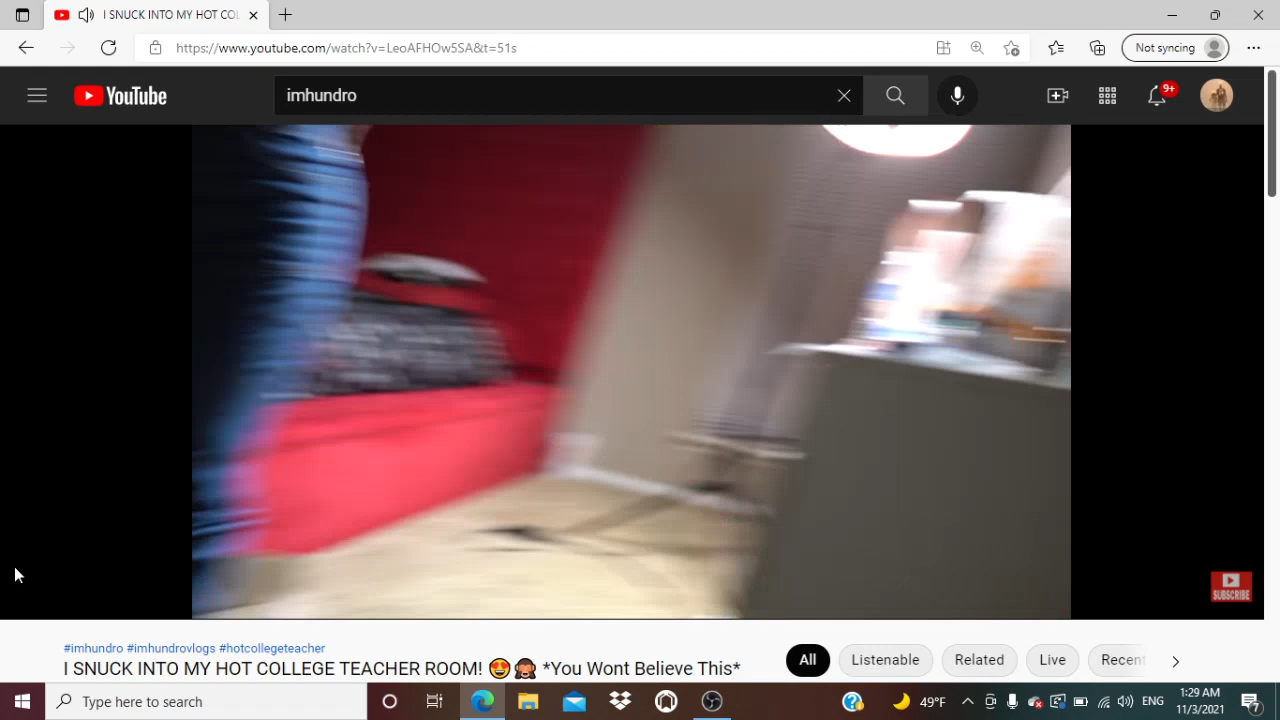 I SNUCK INTO MY HOT COL
https://www.youtube.com/watch?v=LeoAFHOw5SA&t=51s
Not syncing
YouTube
imhundro
9+
SUBSCRIBE
#imhundro #imhundrovlogs #hotcollegeteacher
I SNUCK INTO MY HOT COLLEGE TEACHER ROOM! 😍🙈 *You Wont Believe This*
All
Listenable
Related
Live
Recent
Type here to search
49°F
ENG
1:29 AM
11/3/2021
7